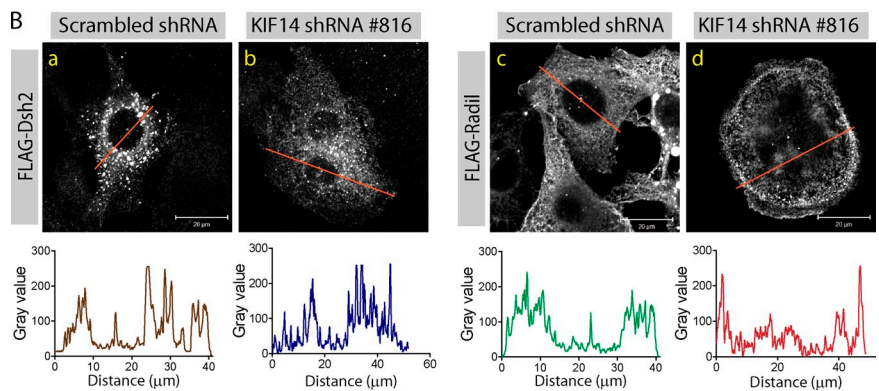 B
Scrambled shRNA
KIF14 shRNA #816
Scrambled shRNA
KIF14 shRNA #816
FLAG-Dsh2
a
20 µm
b
20 µm
FLAG-Radil
c
20 µm
d
20 µm
Gray value
300
200
100
0
0 10 20 30 40
Distance (µm)
Gray value
300
200
100
0
0 20 40 60
Distance (µm)
Gray value
300
200
100
0
0 10 20 30 40
Distance (µm)
Gray value
300
200
100
0
0 10 20 30 40 50
Distance (µm)